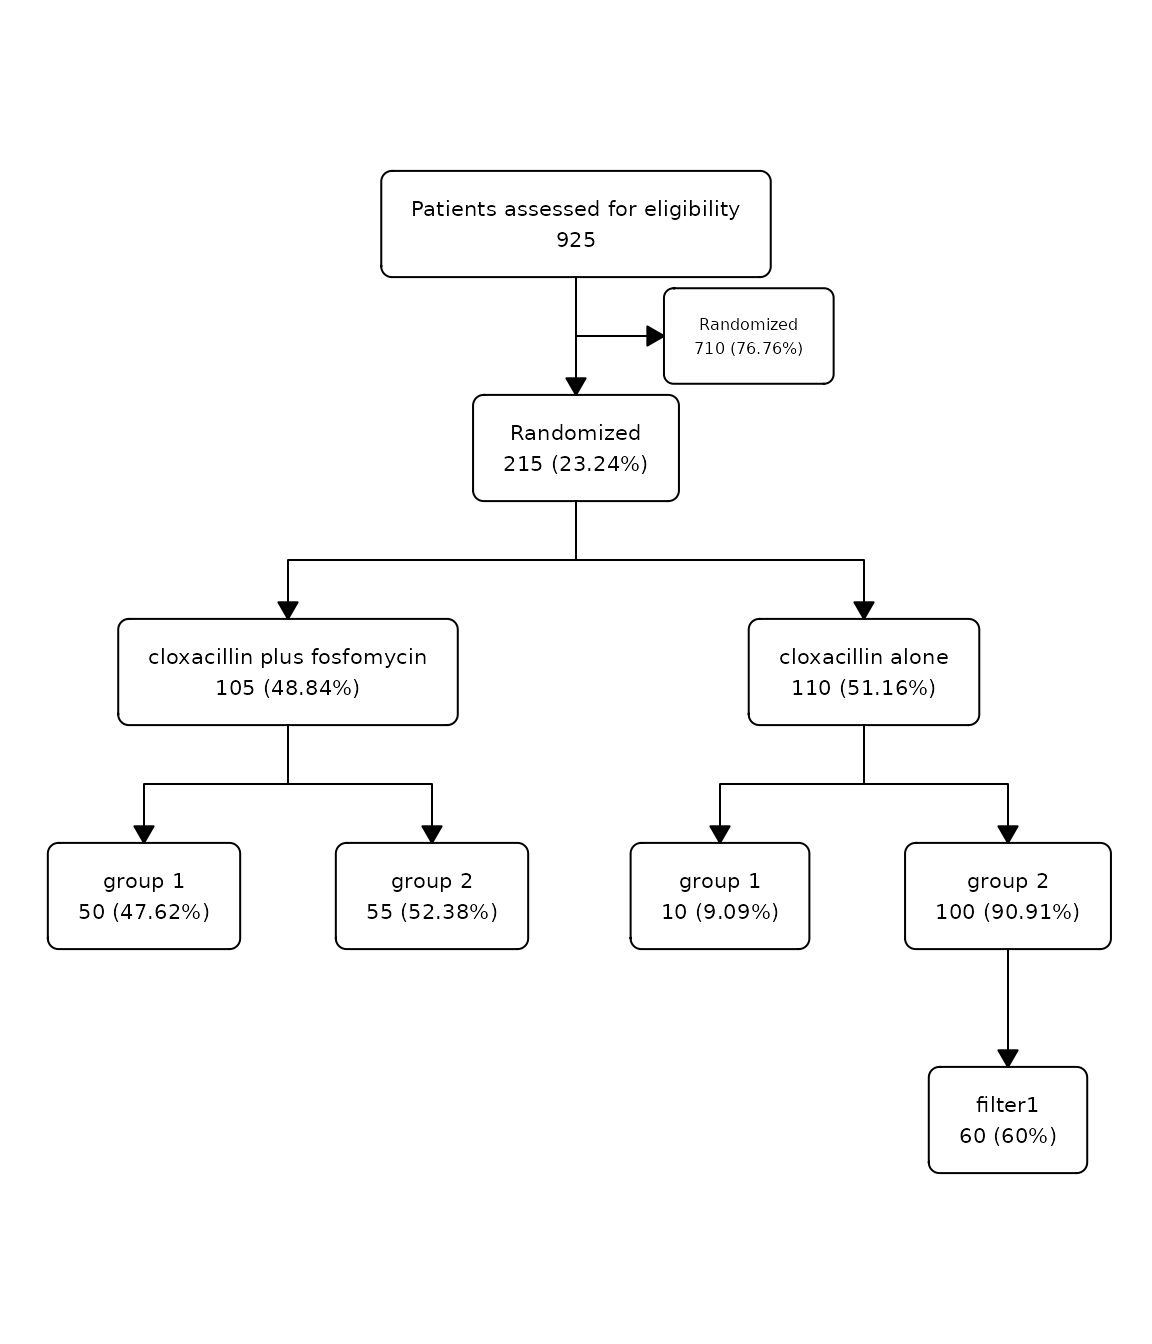 Patients assessed for eligibility
925
Randomized
710 (76.76%)
Randomized
215 (23.24%)
cloxacillin plus fosfomycin
105 (48.84%)
cloxacillin alone
110 (51.16%)
group 1
50 (47.62%)
group 2
55 (52.38%)
group 1
10 (9.09%)
group 2
100 (90.91%)
filter1
60 (60%)